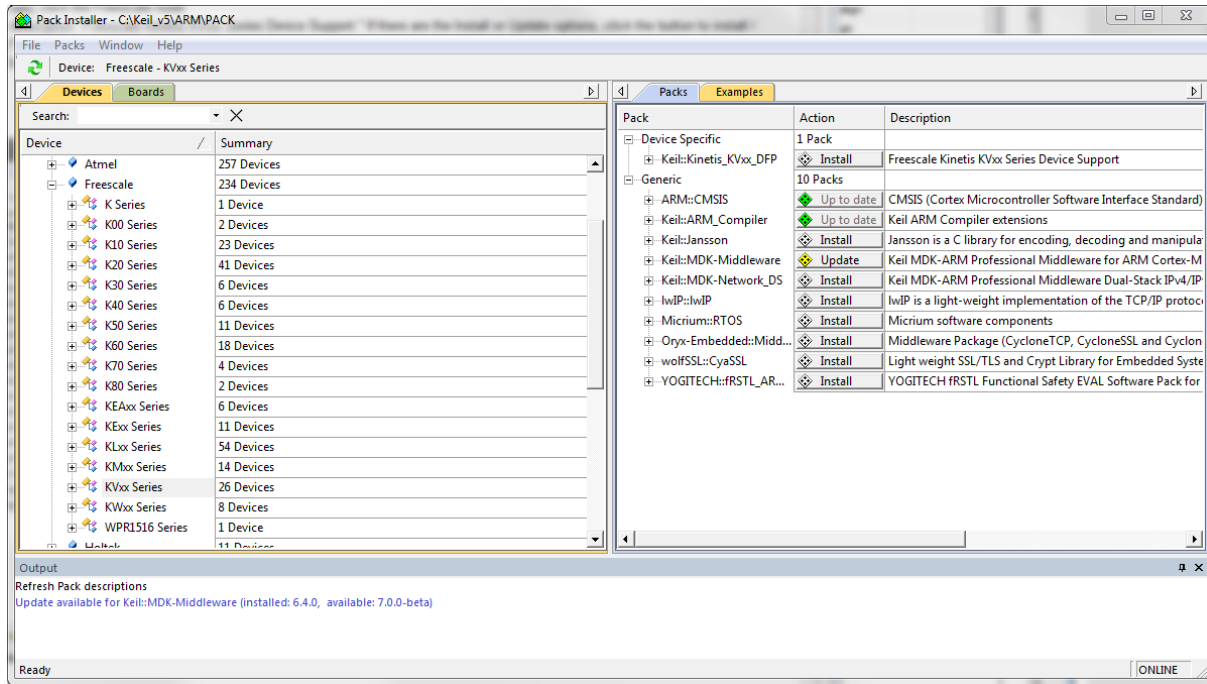 Pack Installer - C:\Keil_v5\ARM\PACK
File Packs Window Help
Device: Freescale - KVxx Series
Devices Boards
Search:
Device Summary
Atmel 257 Devices
Freescale 234 Devices
K Series 1 Device
K00 Series 2 Devices
K10 Series 23 Devices
K20 Series 41 Devices
K30 Series 6 Devices
K40 Series 6 Devices
K50 Series 11 Devices
K60 Series 18 Devices
K70 Series 4 Devices
K80 Series 2 Devices
KEAxx Series 6 Devices
KExx Series 11 Devices
KLxx Series 54 Devices
KMxx Series 14 Devices
KVxx Series 26 Devices
KWxx Series 8 Devices
WPR1516 Series 1 Device
Holtek 11 Devices
Packs Examples
Pack Action Description
Device Specific 1 Pack
Keil::Kinetis_KVxx_DFP Install Freescale Kinetis KVxx Series Device Support
Generic 10 Packs
ARM::CMSIS Up to date CMSIS (Cortex Microcontroller Software Interface Standard)
Keil::ARM_Compiler Up to date Keil ARM Compiler extensions
Keil::Jansson Install Jansson is a C library for encoding, decoding and manipula
Keil::MDK-Middleware Update Keil MDK-ARM Professional Middleware for ARM Cortex-M
Keil::MDK-Network_DS Install Keil MDK-ARM Professional Middleware Dual-Stack IPv4/IP
lwIP::lwIP Install lwIP is a light-weight implementation of the TCP/IP protoc
Micrium::RTOS Install Micrium software components
Oryx-Embedded::Midd... Install Middleware Package (CycloneTCP, CycloneSSL and Cyclon
wolfSSL::CyaSSL Install Light weight SSL/TLS and Crypt Library for Embedded Syste
YOGITECH::fRSTL_AR... Install YOGITECH fRSTL Functional Safety EVAL Software Pack for
Output
Refresh Pack descriptions
Update available for Keil::MDK-Middleware (installed: 6.4.0, available: 7.0.0-beta)
Ready ONLINE